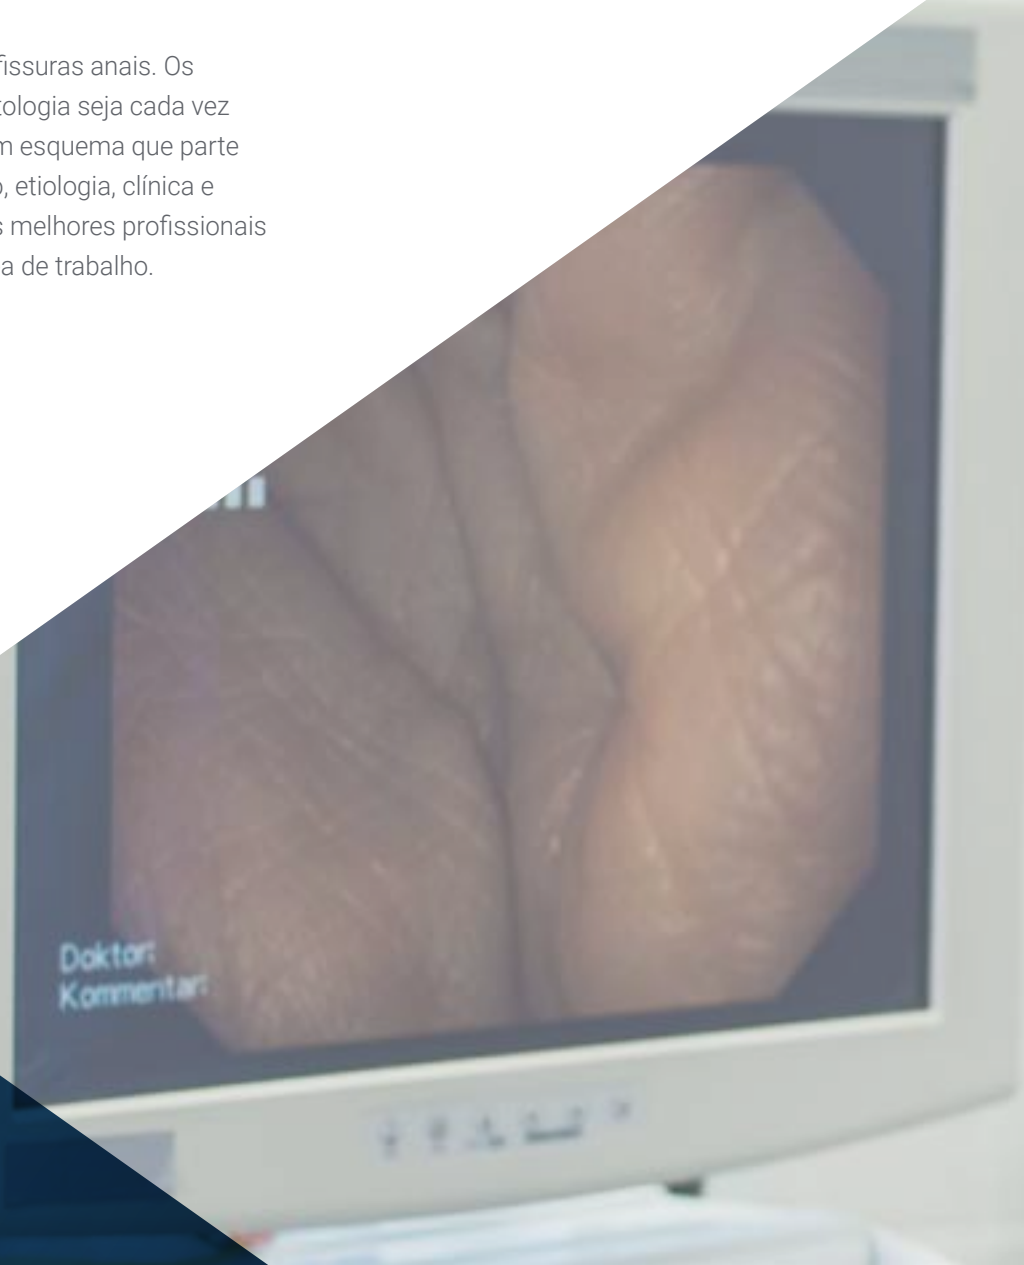 fissuras anais. Os
tologia seja cada vez
m esquema que parte
o, etiologia, clínica e
s melhores profissionais
a de trabalho.
Doktor:
Kommentar: